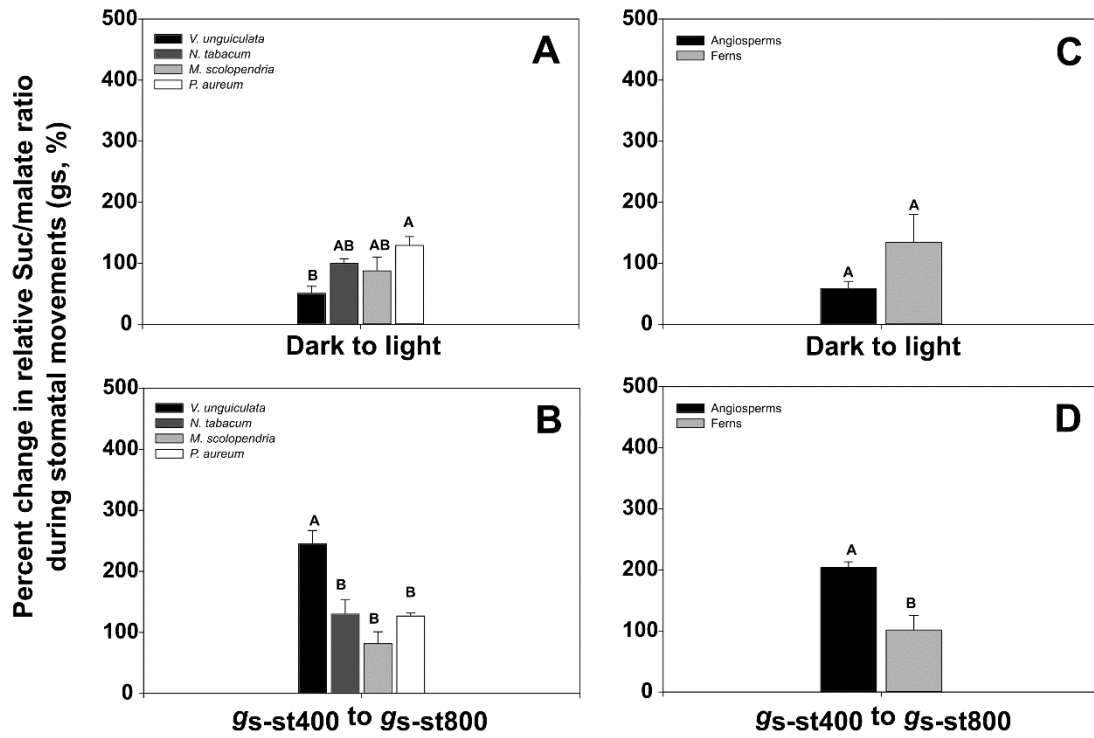 Percent change in relative Suc/malate ratio
during stomatal movements (gs, %)
500
400
300
200
100
0
V. unguiculata
N. tabacum
M. scolopendria
P. aureum
A
B
AB
AB
A
Dark to light
500
400
300
200
100
0
Angiosperms
Ferns
C
A
A
Dark to light
500
400
300
200
100
0
V. unguiculata
N. tabacum
M. scolopendria
P. aureum
B
A
B
B
B
gs-st400 to gs-st800
500
400
300
200
100
0
Angiosperms
Ferns
D
A
B
gs-st400 to gs-st800